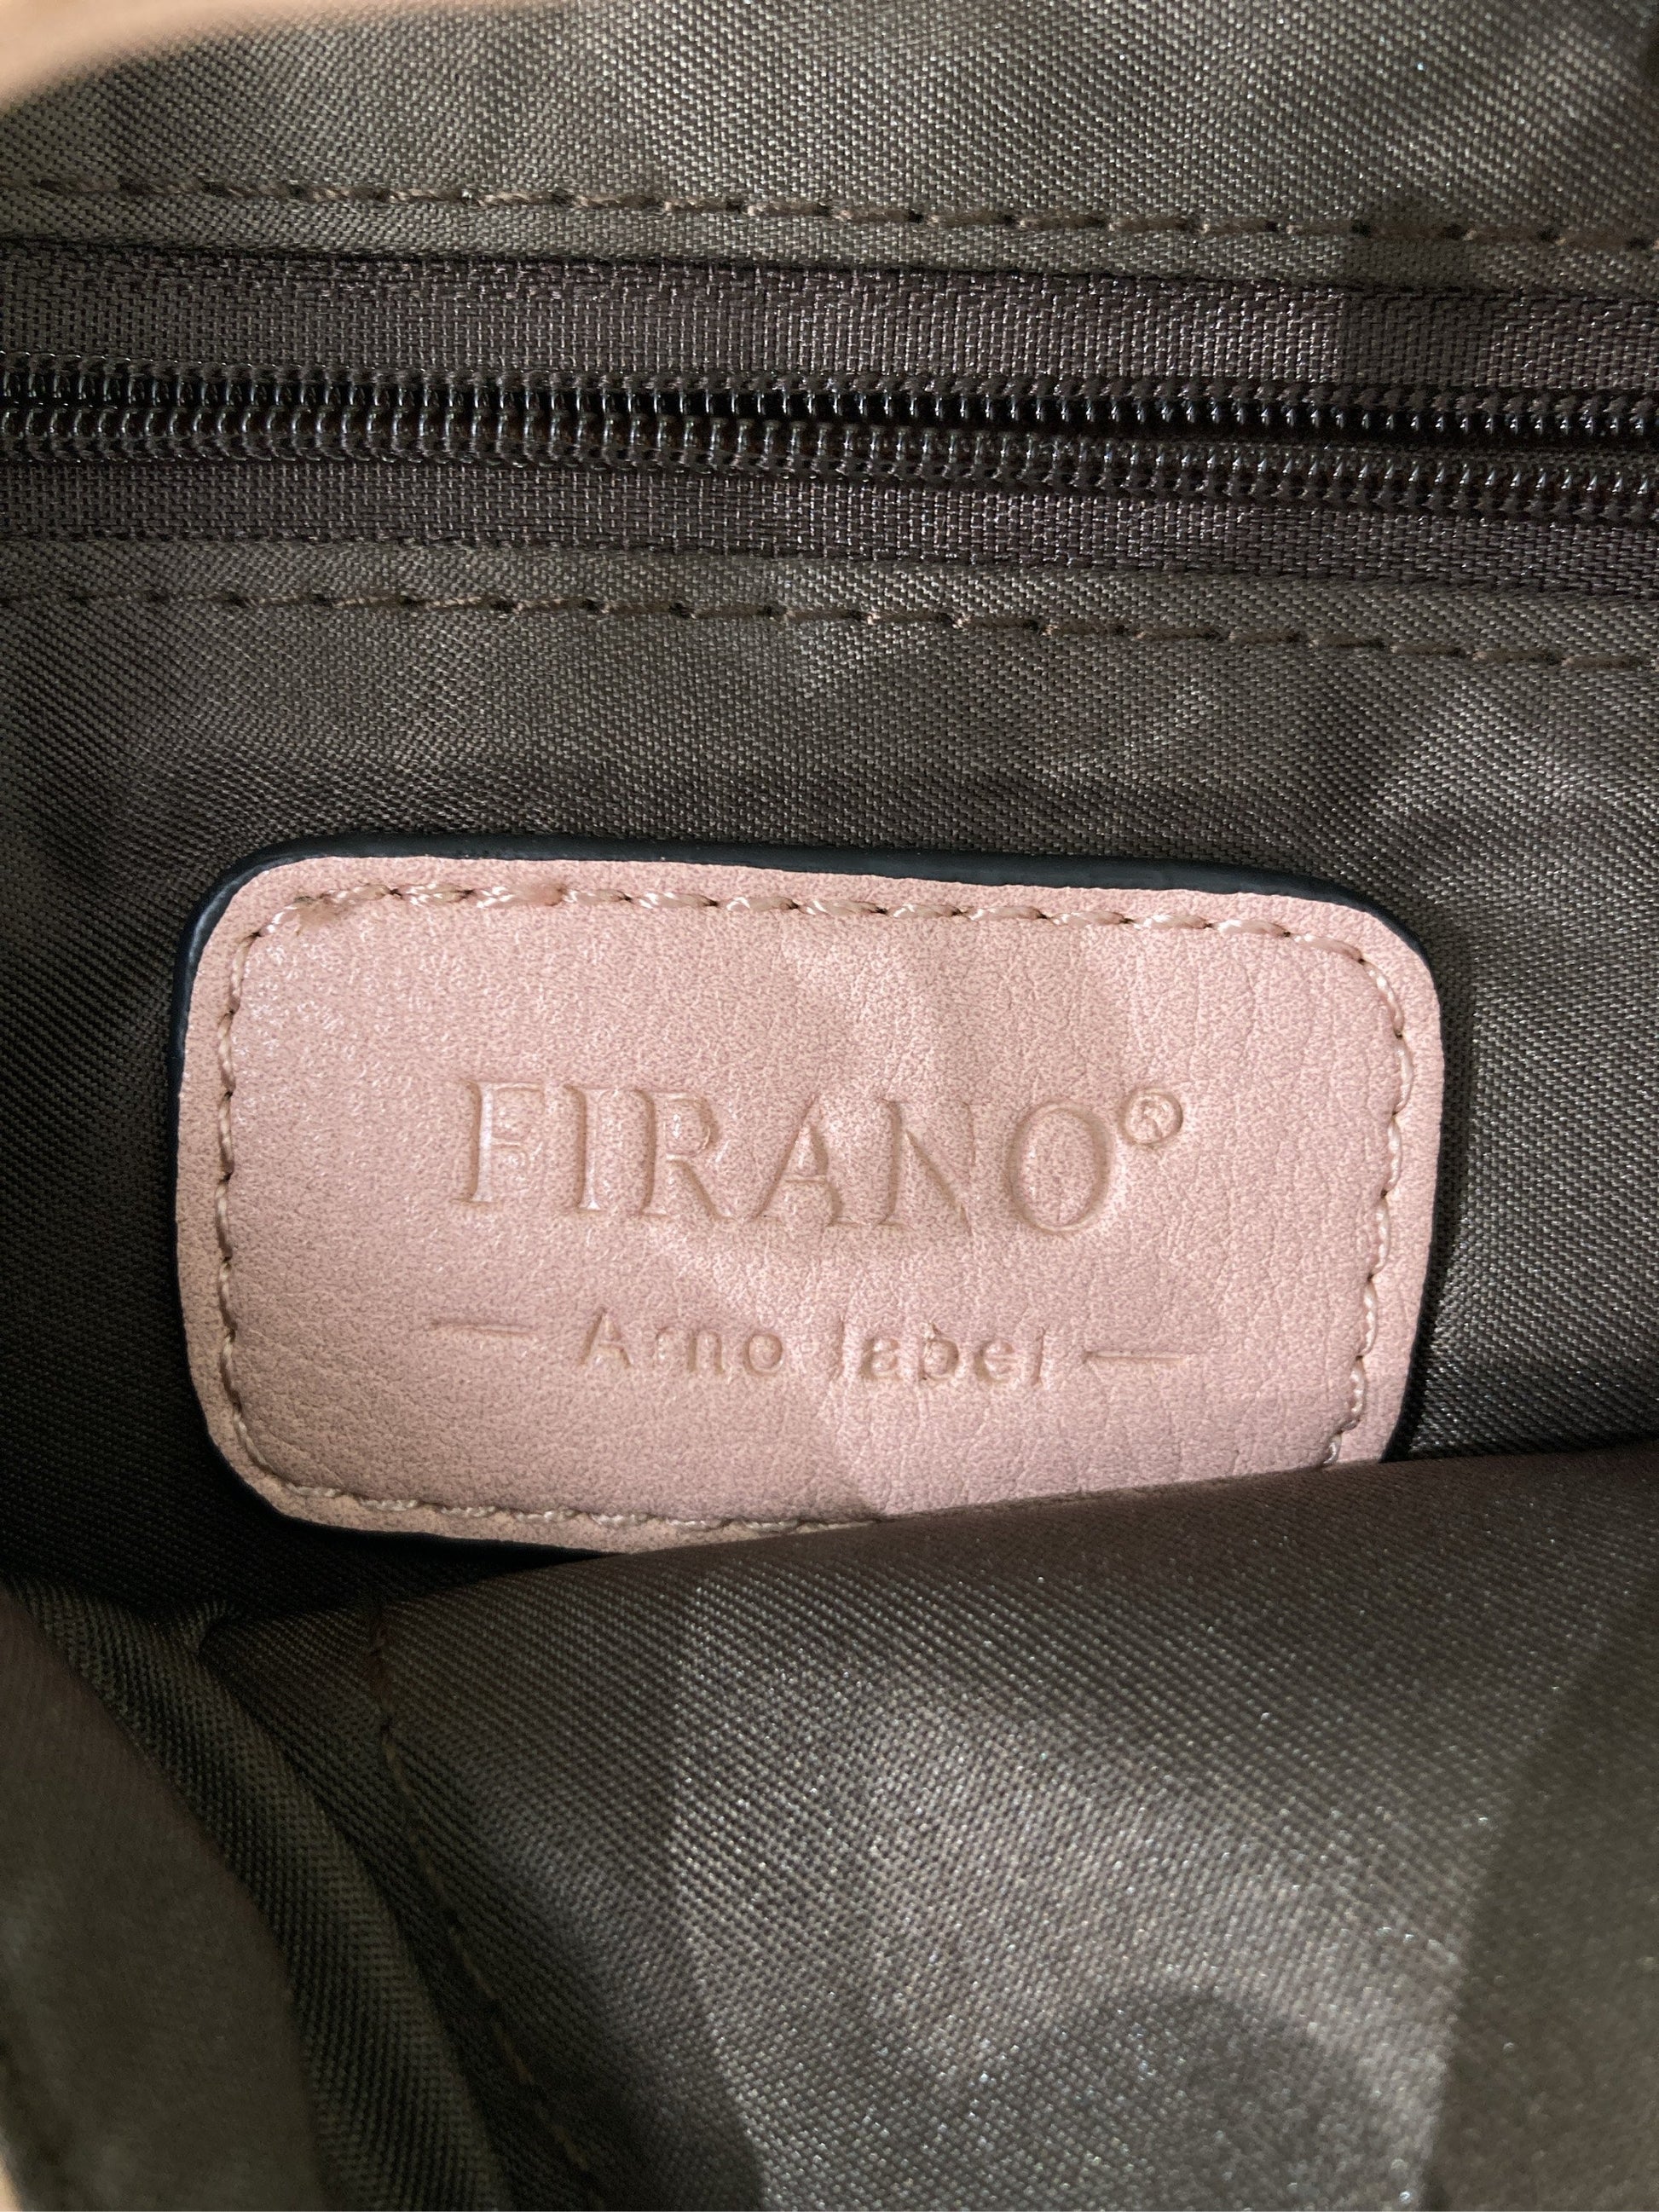 FIRANO®
— Arno label —